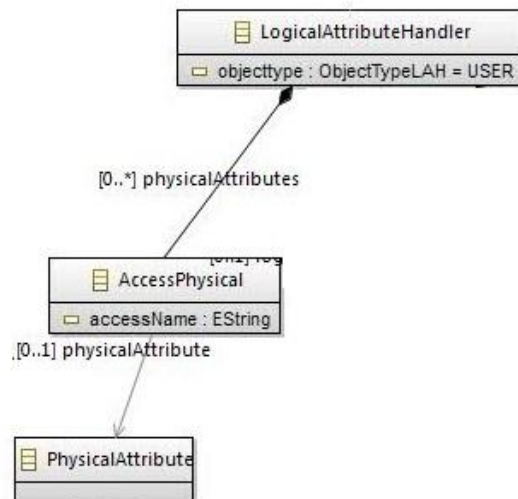 LogicalAttributeHandler
objecttype : ObjectTypeLAH = USER
[0..*] physicalAttributes
AccessPhysical
accessName : EString
[0..1] physicalAttribute
PhysicalAttribute